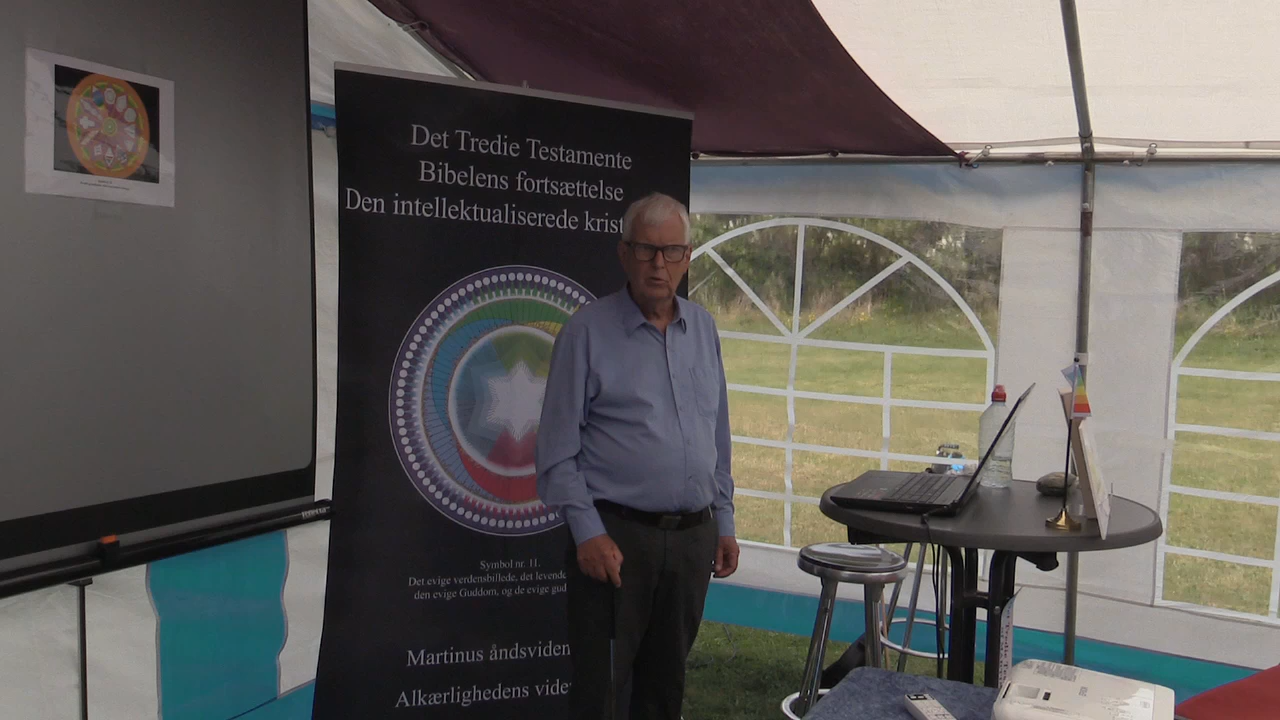 Det Tredie Testamente
Bibelens fortsættelse
Den intellektualiserede krist
Symbol nr. 11.
Det evige verdensbillede, det levende
den evige Guddom, og de evige gud
Martinus åndsviden
Alkærlighedens vide